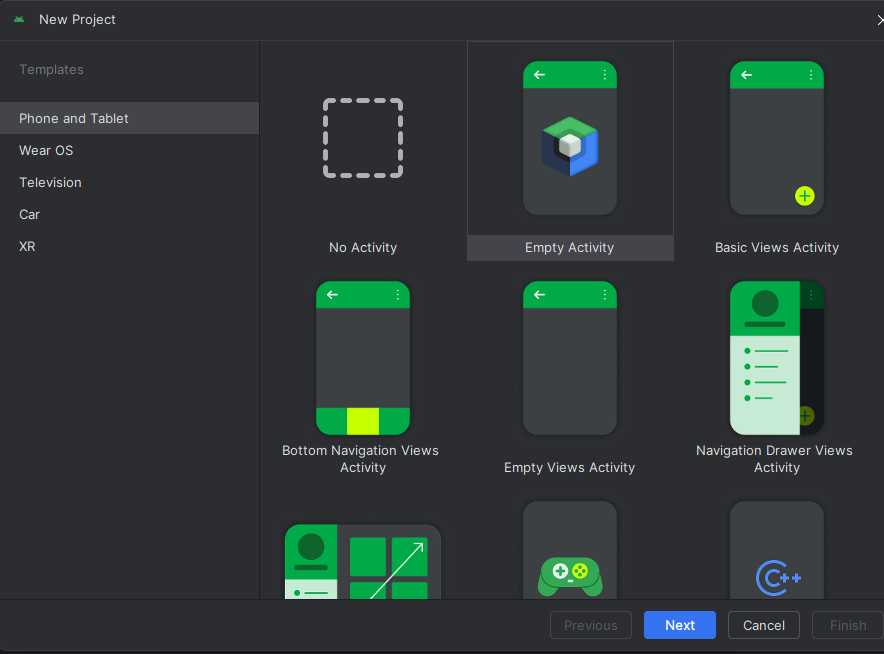 New Project
Templates
Phone and Tablet
Wear OS
Television
Car
XR
No Activity
Empty Activity
Basic Views Activity
Bottom Navigation Views
Activity
Empty Views Activity
Navigation Drawer Views
Activity
C++
Previous
Next
Cancel
Finish